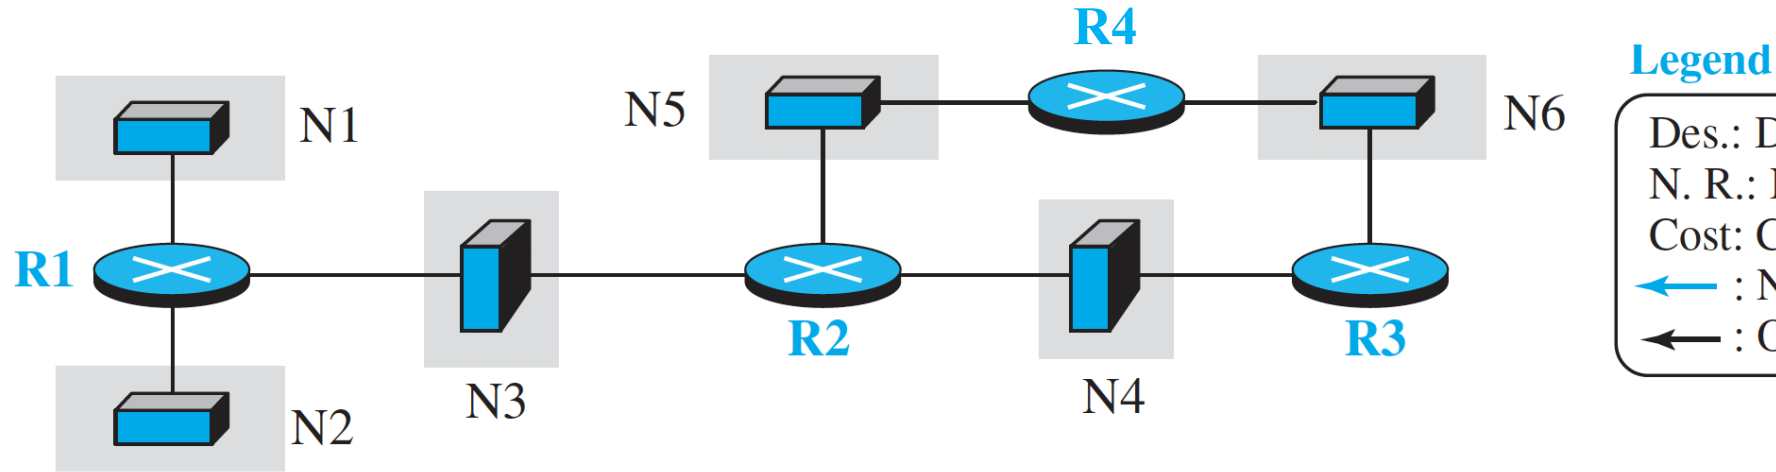 R4
Legend
N1
N5
N6
Des.:
N. R.:
Cost:
:
:
R1
R2
R3
N3
N4
N2